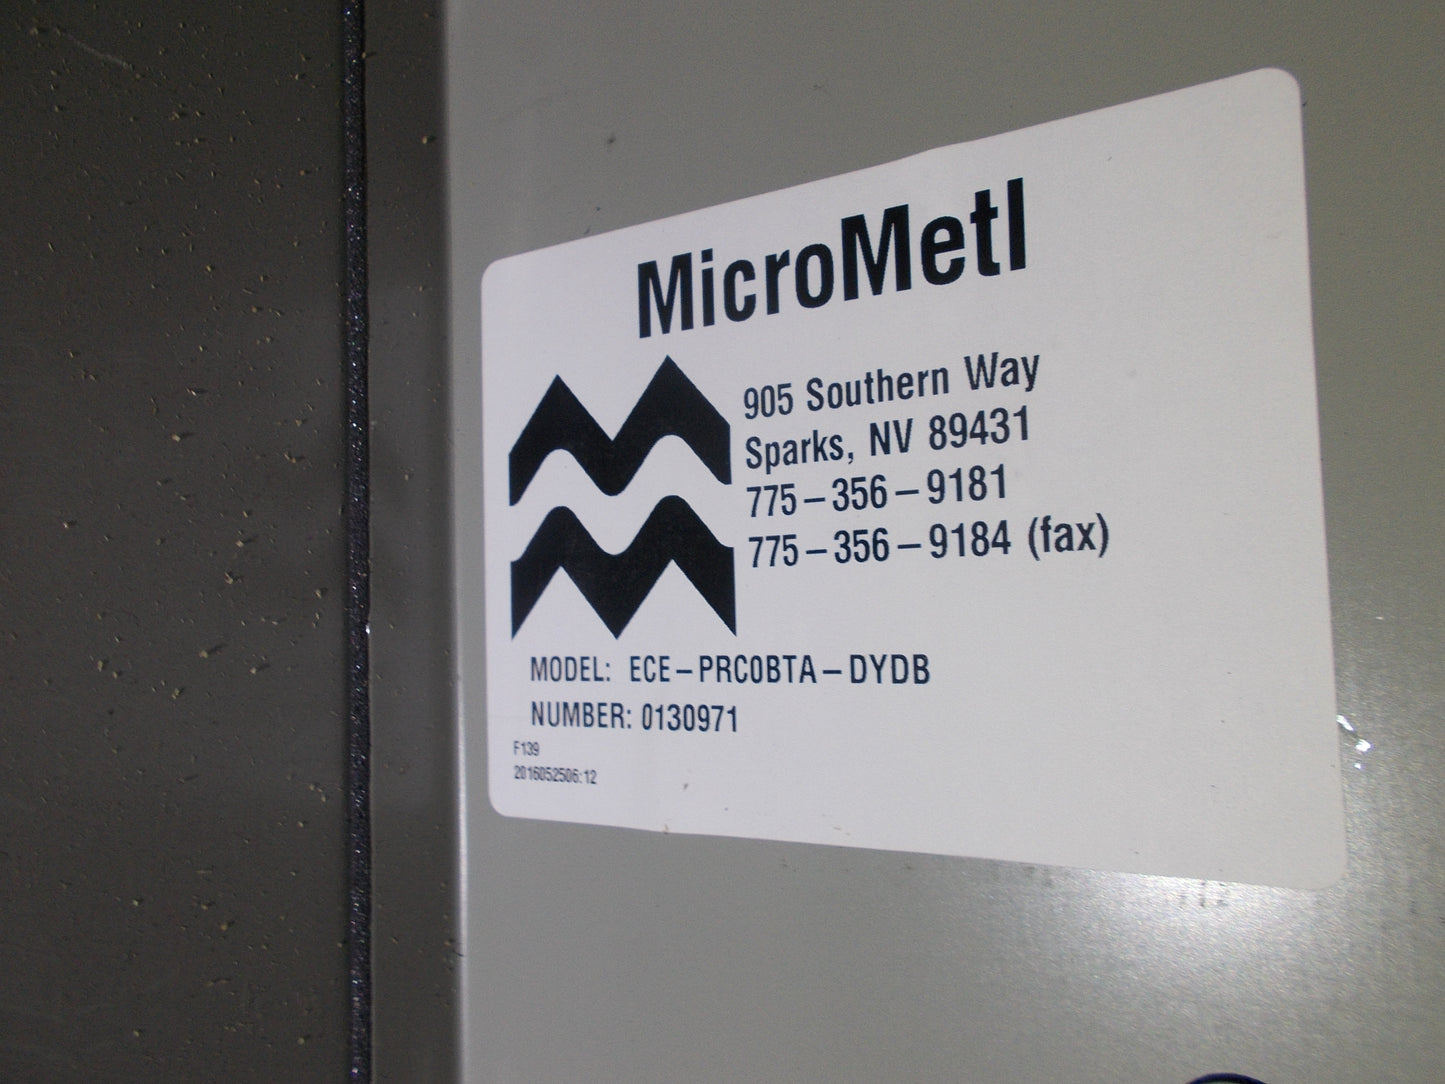 MicroMetl
905 Southern Way
Sparks, NV 89431
775-356-9181
775-356-9184 (fax)
MODEL: ECE-PRC0BTA-DYDB
NUMBER: 0130971
F139
2016052506:12